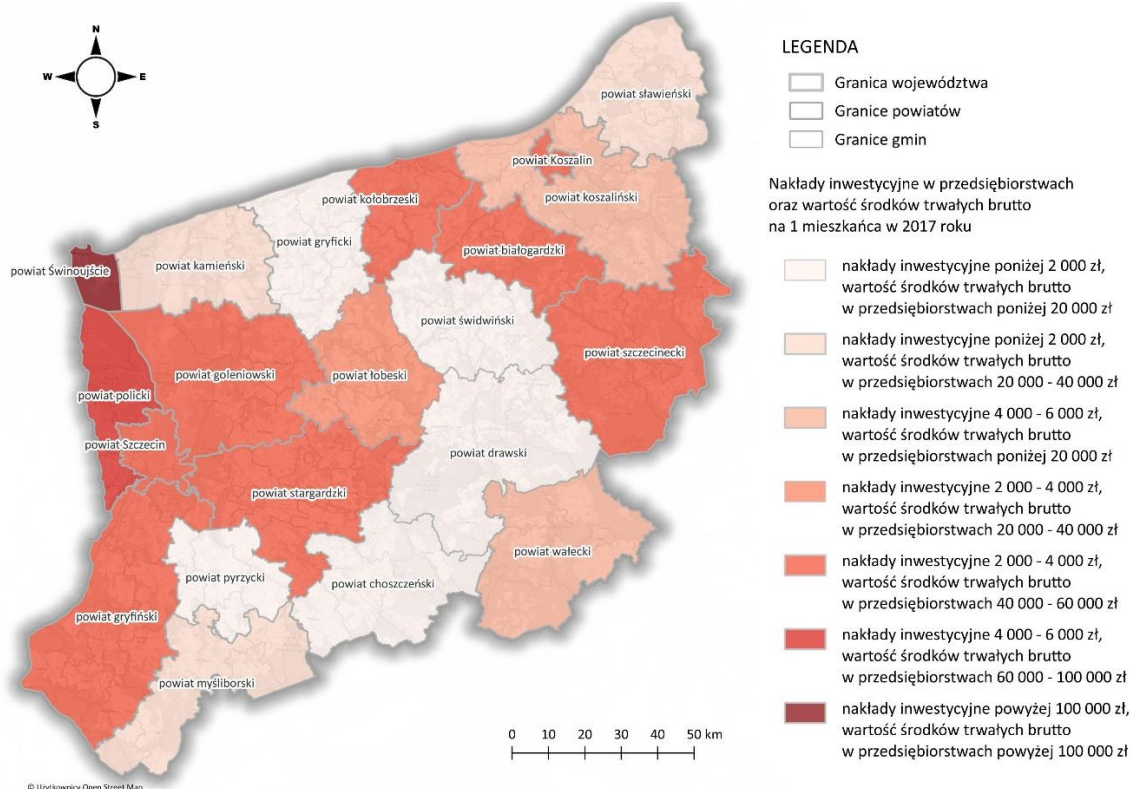 N
W E
S
LEGENDA
Granica województwa
Granice powiatów
Granice gmin
Nakłady inwestycyjne w przedsiębiorstwach
oraz wartość środków trwałych brutto
na 1 mieszkańca w 2017 roku
nakłady inwestycyjne poniżej 2 000 zł,
wartość środków trwałych brutto
w przedsiębiorstwach poniżej 20 000 zł
nakłady inwestycyjne poniżej 2 000 zł,
wartość środków trwałych brutto
w przedsiębiorstwach 20 000 - 40 000 zł
nakłady inwestycyjne 4 000 - 6 000 zł,
wartość środków trwałych brutto
w przedsiębiorstwach poniżej 20 000 zł
nakłady inwestycyjne 2 000 - 4 000 zł,
wartość środków trwałych brutto
w przedsiębiorstwach 20 000 - 40 000 zł
nakłady inwestycyjne 2 000 - 4 000 zł,
wartość środków trwałych brutto
w przedsiębiorstwach 40 000 - 60 000 zł
nakłady inwestycyjne 4 000 - 6 000 zł,
wartość środków trwałych brutto
w przedsiębiorstwach 60 000 - 100 000 zł
nakłady inwestycyjne powyżej 100 000 zł,
wartość środków trwałych brutto
w przedsiębiorstwach powyżej 100 000 zł
powiat sławieński
powiat Koszalin
powiat koszaliński
powiat kołobrzeski
powiat gryficki
powiat białogardzki
powiat kamieński
powiat Świnoujście
powiat świdwiński
powiat szczecinecki
powiat goleniowski
powiat łobeski
powiat policki
powiat Szczecin
powiat drawski
powiat stargardzki
powiat wałecki
powiat pyrzycki
powiat choszczeński
powiat gryfiński
powiat myśliborski
0 10 20 30 40 50 km
© Użytkownicy Open Street Map